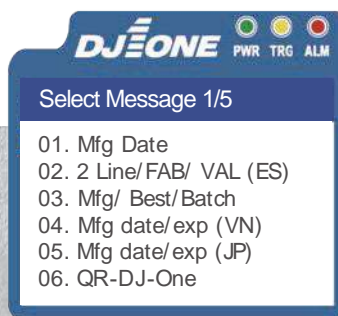 DJEONE
PWR TRG ALM
Select Message 1/5
01. Mfg Date
02. 2 Line/FAB/ VAL (ES)
03. Mfg/ Best/Batch
04. Mfg date/exp (VN)
05. Mfg date/exp (JP)
06. QR-DJ-One